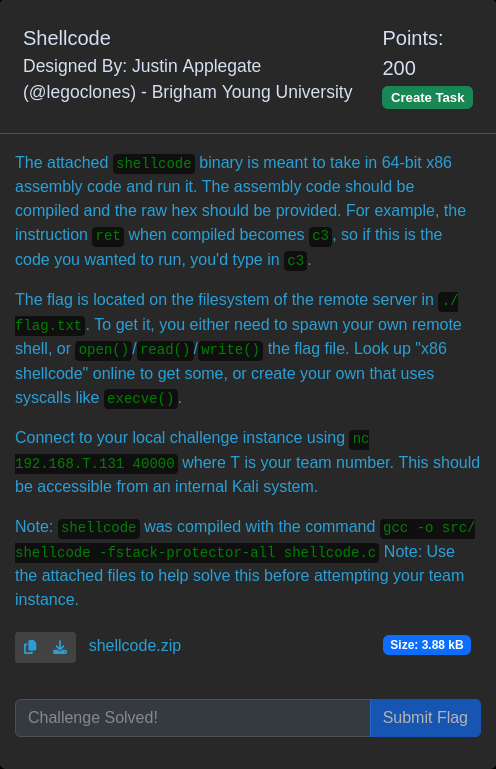 Shellcode
Designed By: Justin Applegate
(@legoclones) - Brigham Young University
Points:
200
Create Task
The attached shellcode binary is meant to take in 64-bit x86
assembly code and run it. The assembly code should be
compiled and the raw hex should be provided. For example, the
instruction ret when compiled becomes c3, so if this is the
code you wanted to run, you'd type in c3.
The flag is located on the filesystem of the remote server in ./
flag.txt. To get it, you either need to spawn your own remote
shell, or open()/read()/write() the flag file. Look up "x86
shellcode" online to get some, or create your own that uses
syscalls like execve().
Connect to your local challenge instance using nc
192.168.T.131 40000 where T is your team number. This should
be accessible from an internal Kali system.
Note: shellcode was compiled with the command gcc -o src/
shellcode -fstack-protector-all shellcode.c Note: Use
the attached files to help solve this before attempting your team
instance.
shellcode.zip
Size: 3.88 kB
Challenge Solved!
Submit Flag